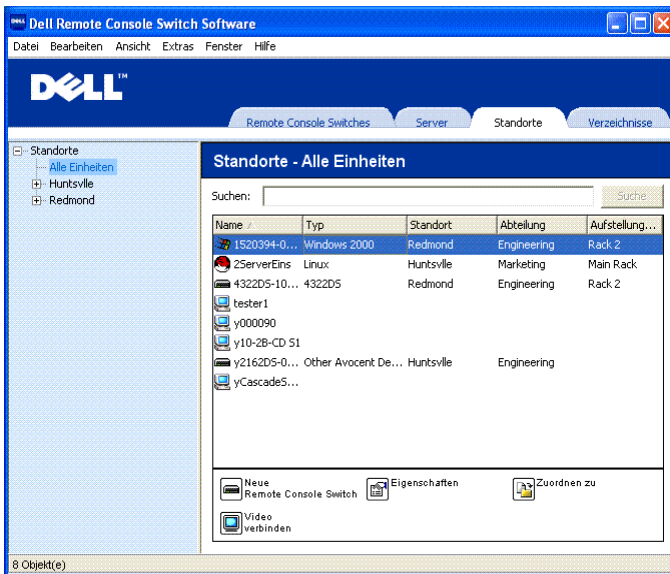 Dell Remote Console Switch Software
Datei Bearbeiten Ansicht Extras Fenster Hilfe
DELL™
Remote Console Switches Server Standorte Verzeichnisse
Standorte
Alle Einheiten
Huntsvlle
Redmond
Standorte - Alle Einheiten
Suchen: Suche
Name Typ Standort Abteilung Aufstellung...
1520394-0... Windows 2000 Redmond Engineering Rack 2
2ServerEins Linux Huntsvlle Marketing Main Rack
4322DS-10... 4322DS Redmond Engineering Rack 2
tester1
y000090
y10-2B-CD S1
y2162DS-0... Other Avocent De... Huntsvlle Engineering
yCascadeS...
Neue Remote Console Switch
Eigenschaften
Zuordnen zu
Video verbinden
8 Objekt(e)